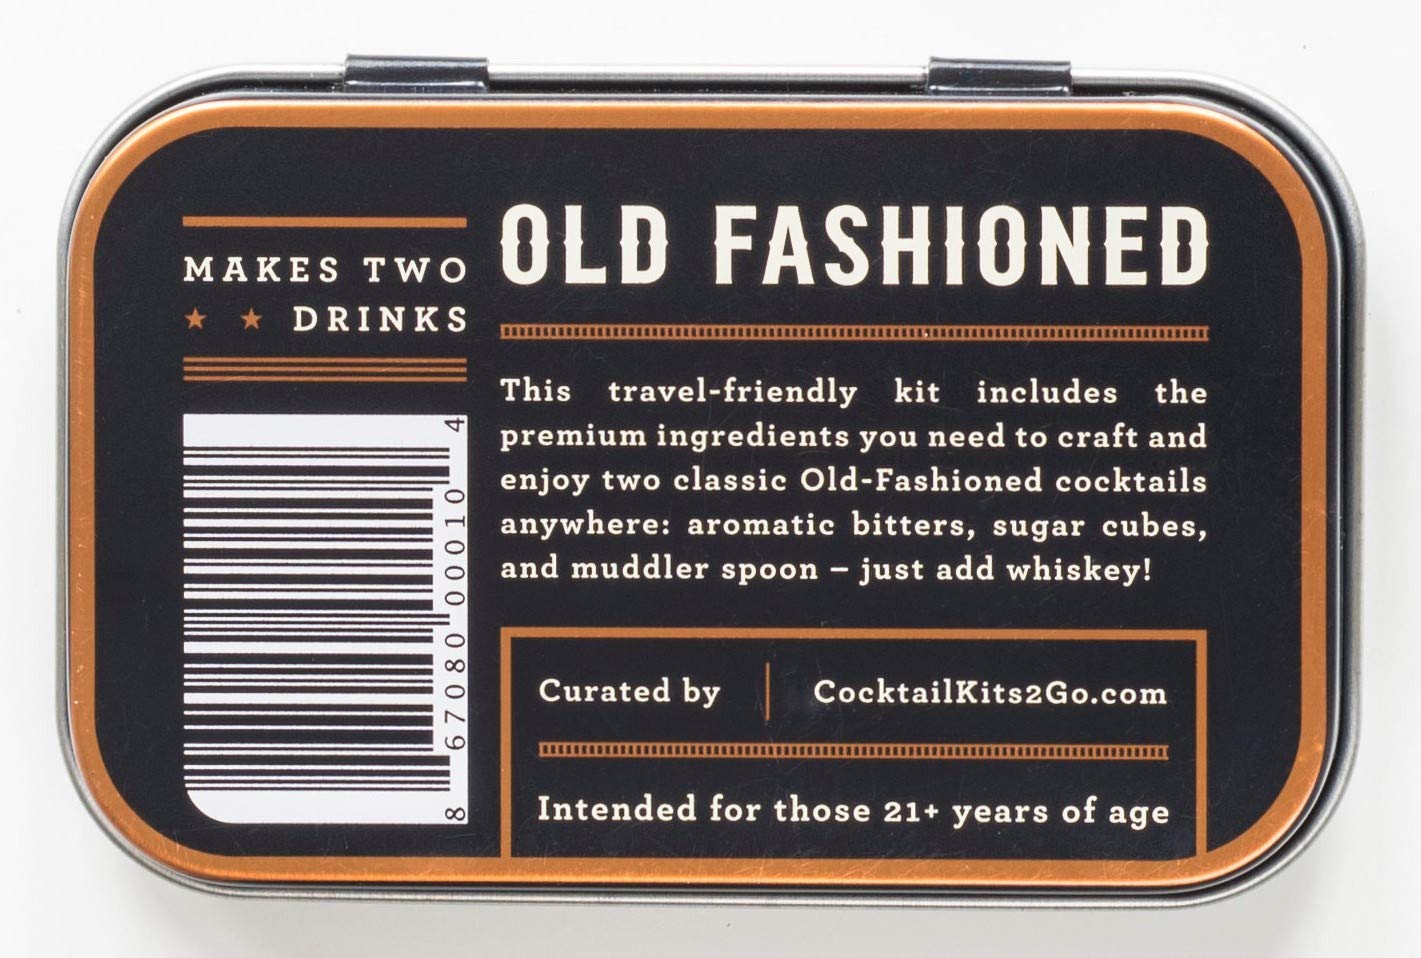 MAKES TWO
★ ★ DRINKS
8 67080 00010 4
OLD FASHIONED
This travel-friendly kit includes the
premium ingredients you need to craft and
enjoy two classic Old-Fashioned cocktails
anywhere: aromatic bitters, sugar cubes,
and muddler spoon – just add whiskey!
Curated by | CocktailKits2Go.com
Intended for those 21+ years of age